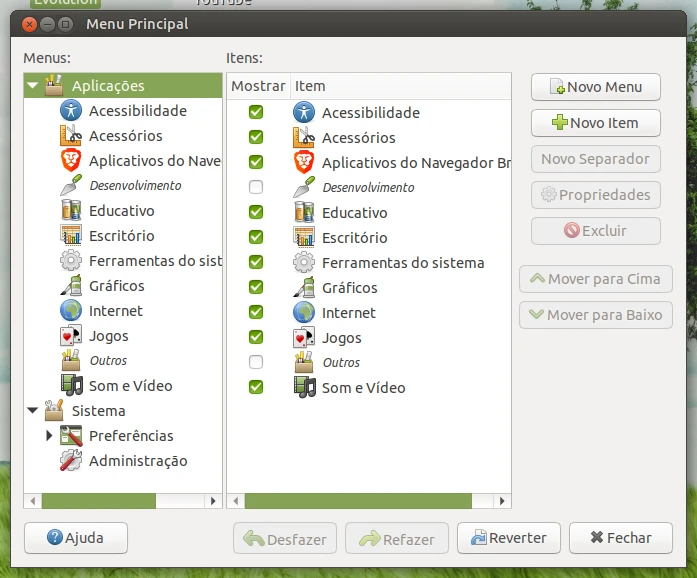 Evolution
YouTube
Menu Principal
Menus:
Itens:
Aplicações
Acessibilidade
Acessórios
Aplicativos do Nave
Desenvolvimento
Educativo
Escritório
Ferramentas do sist
Gráficos
Internet
Jogos
Outros
Som e Vídeo
Sistema
Preferências
Administração
Mostrar Item
Acessibilidade
Acessórios
Aplicativos do Navegador Br
Desenvolvimento
Educativo
Escritório
Ferramentas do sistema
Gráficos
Internet
Jogos
Outros
Som e Vídeo
Novo Menu
Novo Item
Novo Separador
Propriedades
Excluir
Mover para Cima
Mover para Baixo
Ajuda
Desfazer
Refazer
Reverter
Fechar